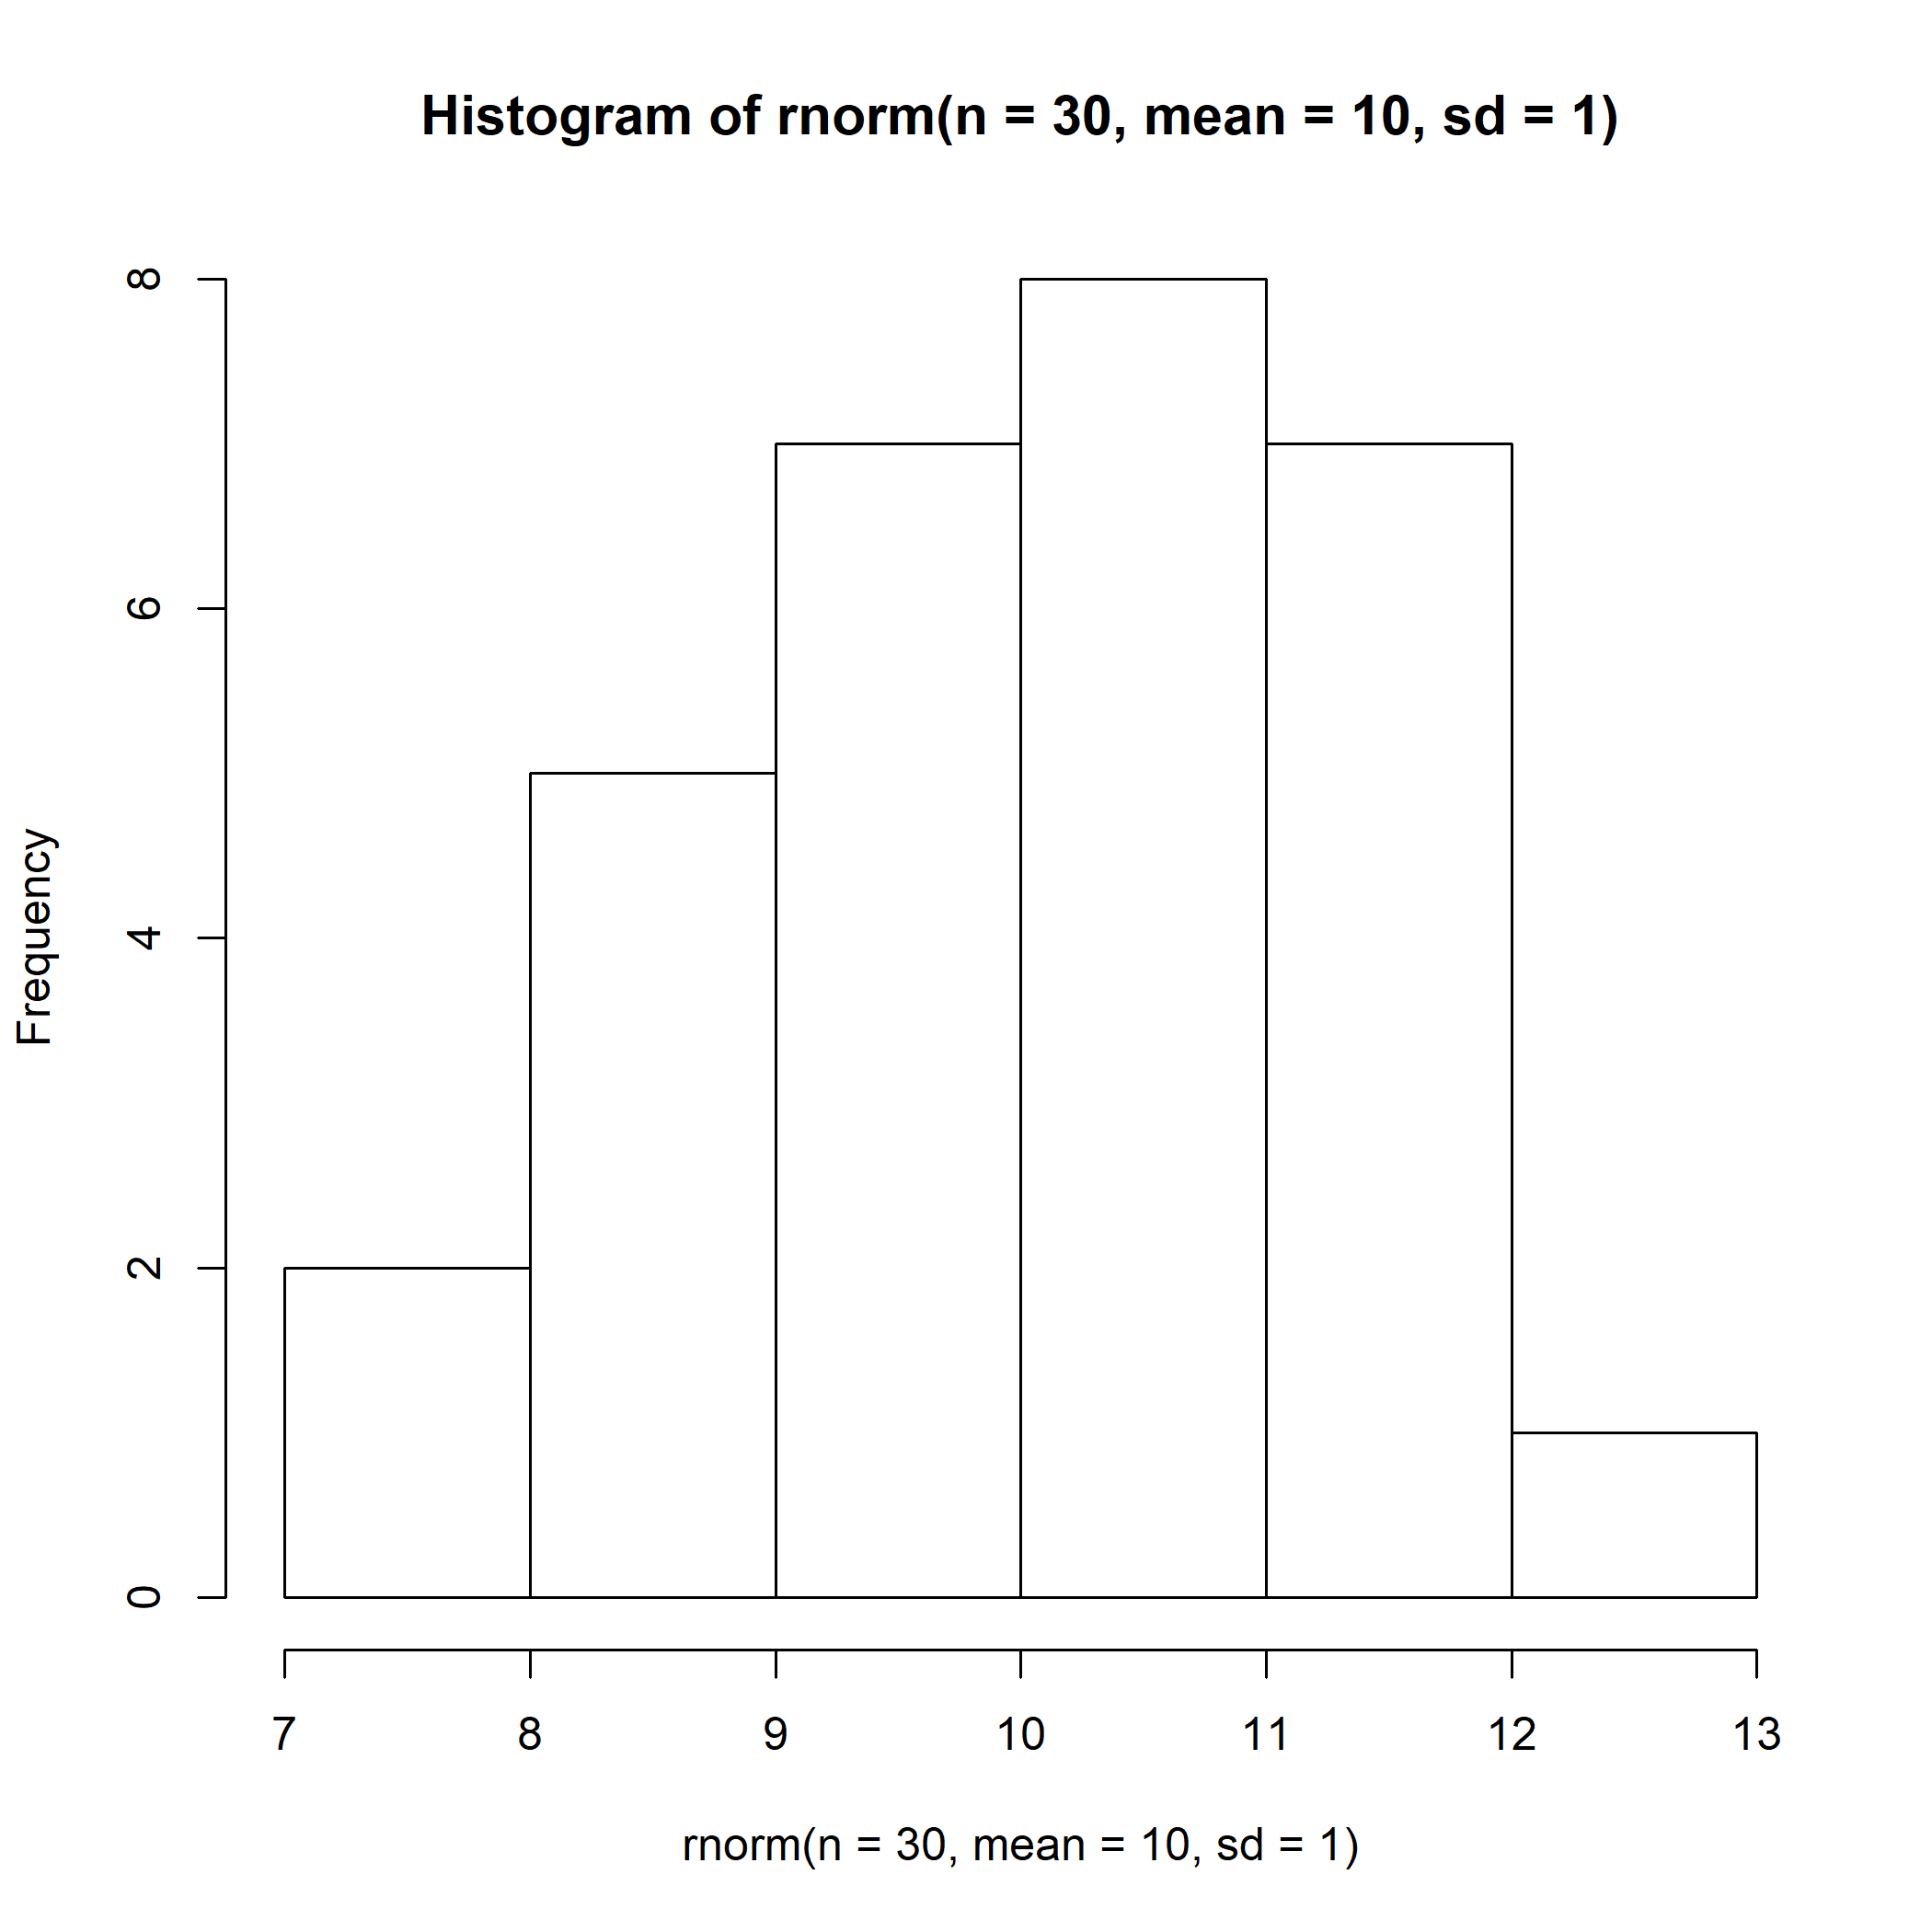 Histogram of rnorm(n = 30, mean = 10, sd = 1)
8
6
4
2
0
Frequency
7 8 9 10 11 12 13
rnorm(n = 30, mean = 10, sd = 1)